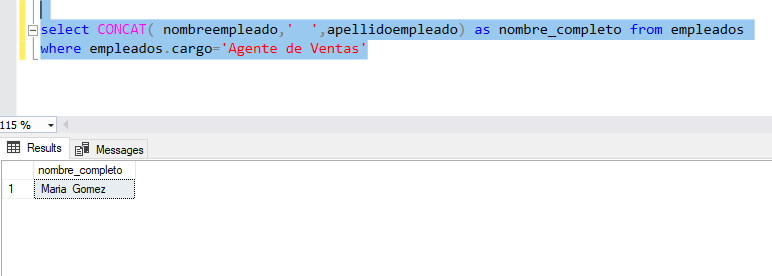 select CONCAT( nombreempleado,'  ',apellidoempleado) as nombre_completo from empleados
where empleados.cargo='Agente de Ventas'
115 %
Results Messages
nombre_completo
1 Maria  Gomez